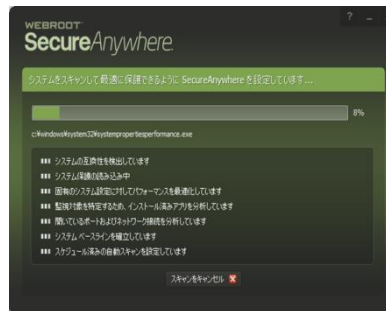 WEBROOT
SecureAnywhere.
? _
システムをスキャンして最適に保護できるように SecureAnywhere を設定しています....
8%
c:¥windows¥system32¥systempropertiesperformance.exe
システムの互換性を検出しています
システム保護の読み込み中
固有のシステム設定に対してパフォーマンスを最適化しています
監視対象を特定するため、インストール済みアプリを分析しています
開いているポートおよびネットワーク接続を分析しています
システム ベースラインを確立しています
スケジュール済みの自動スキャンを設定しています
スキャンをキャンセル